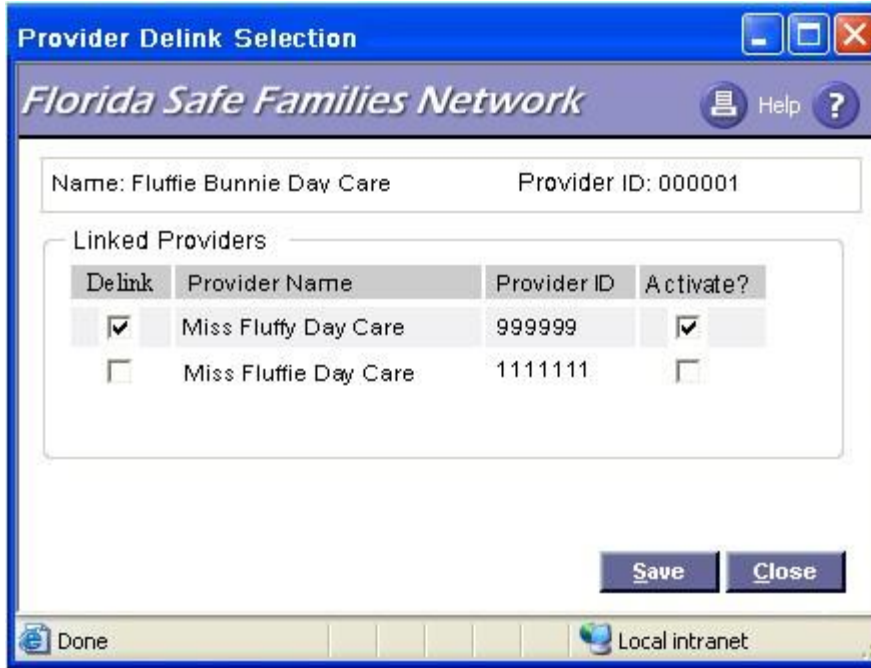 Provider Delink Selection
Florida Safe Families Network Help ?
Name: Fluffie Bunnie Day Care Provider ID: 000001
Linked Providers
Delink Provider Name Provider ID Activate?
Miss Fluffy Day Care 999999
Miss Fluffie Day Care 1111111
Save Close
Done Local intranet